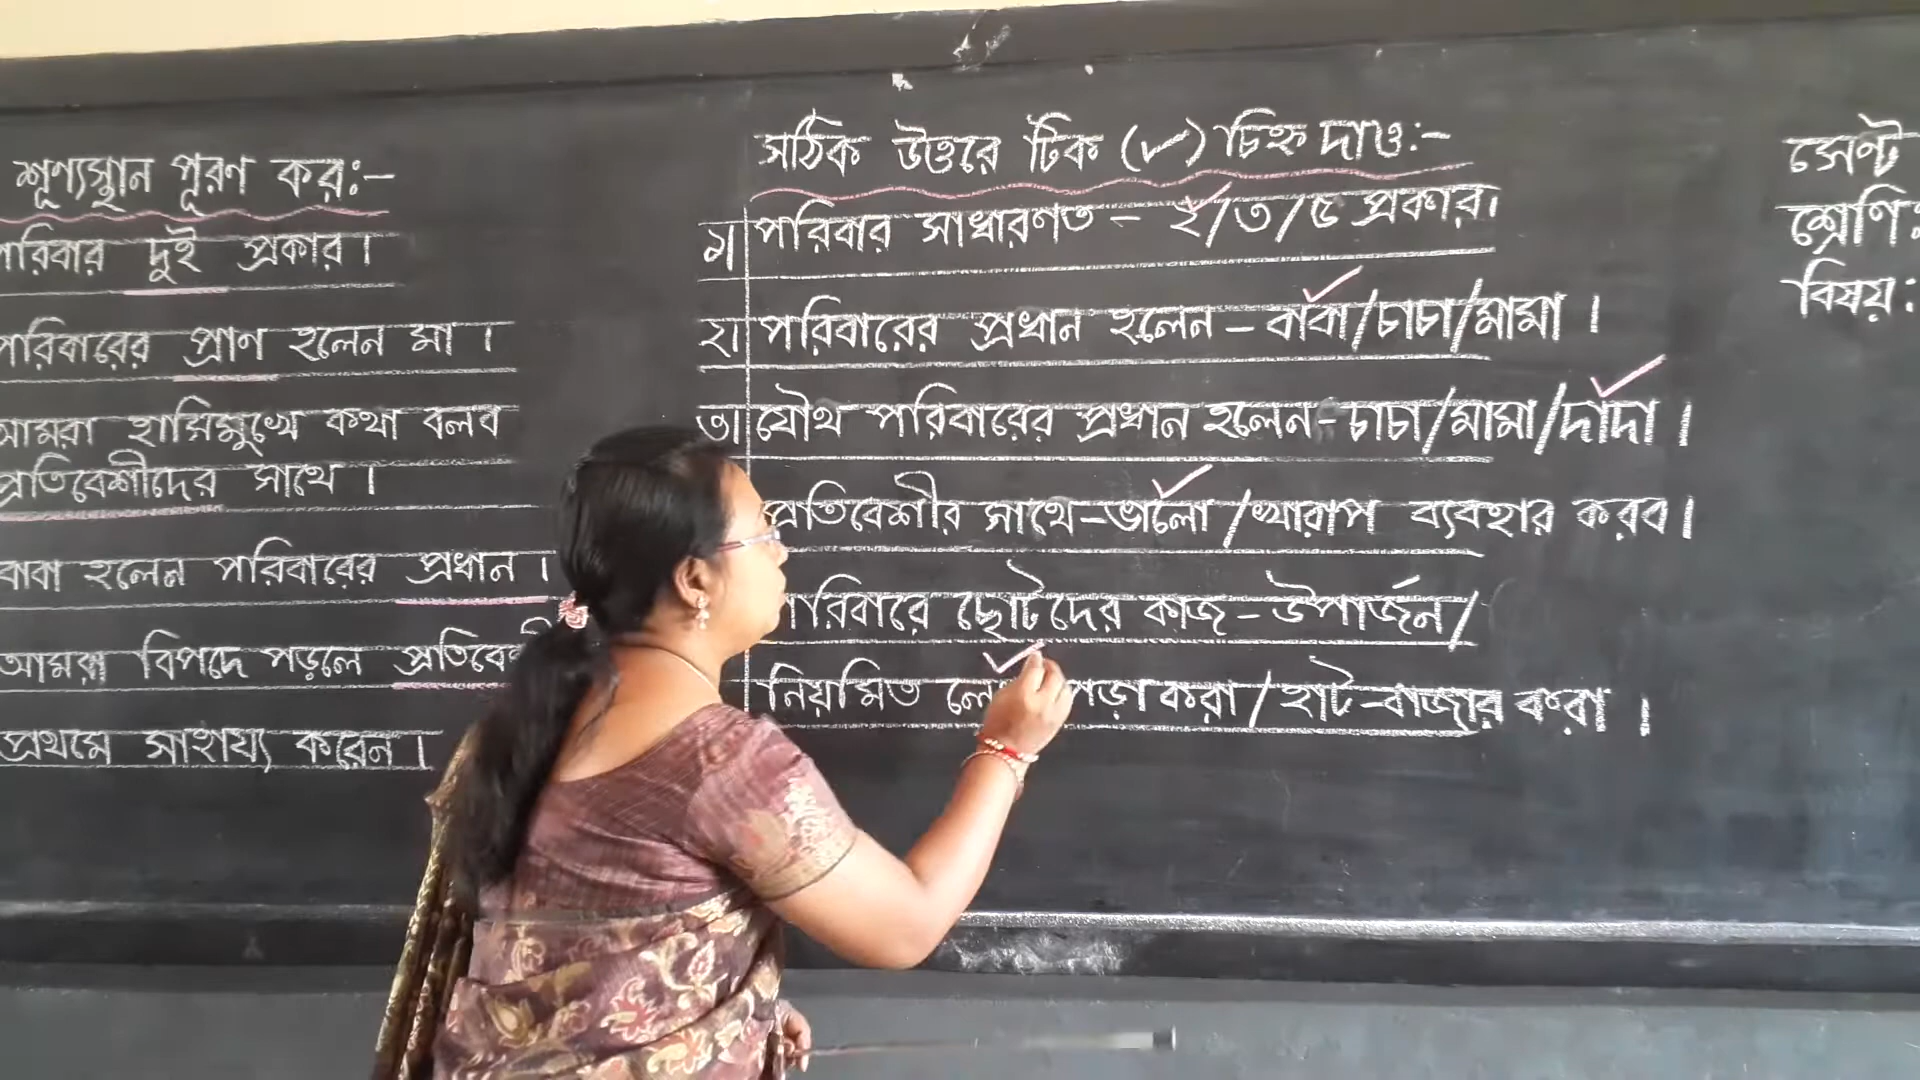 শূণ্যস্থান পূরণ কর:-
পরিবার দুই প্রকার।
পরিবারের প্রাণ হলেন মা।
আমরা হাসিমুখে কথা বলব
প্রতিবেশীদের সাথে।
বাবা হলেন পরিবারের প্রধান।
আমরা বিপদে পড়লে
প্রথমে সাহায্য করেন।
সঠিক উত্তরে টিক (✓) চিহ্ন দাও:-
১। পরিবার সাধারণত - ২/৩/৫ প্রকার।
২। পরিবারের প্রধান হলেন - বাবা/চাচা/মামা।
৩। যৌথ পরিবারের প্রধান হলেন - চাচা/মামা/দাদা।
প্রতিবেশীর সাথে - ভালো/খারাপ ব্যবহার করব।
পরিবারে ছোটদের কাজ - উপার্জন/
নিয়মিত লেখাপড়া করা/হাট-বাজার করা।
সেন্ট
শ্রেণি:
বিষয়: